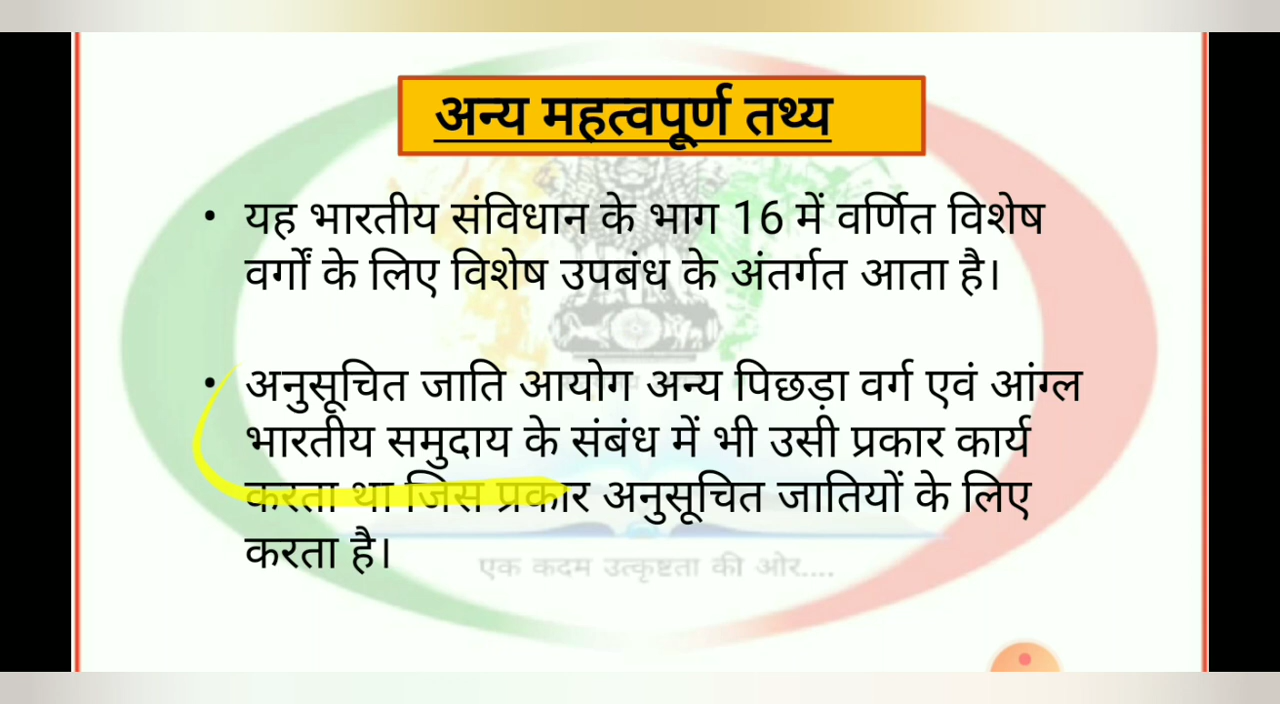 अन्य महत्वपूर्ण तथ्य
• यह भारतीय संविधान के भाग 16 में वर्णित विशेष
वर्गों के लिए विशेष उपबंध के अंतर्गत आता है।
• अनुसूचित जाति आयोग अन्य पिछड़ा वर्ग एवं आंग्ल
भारतीय समुदाय के संबंध में भी उसी प्रकार कार्य
करता था जिस प्रकार अनुसूचित जातियों के लिए
करता है।
एक कदम उत्कृष्टता की ओर....